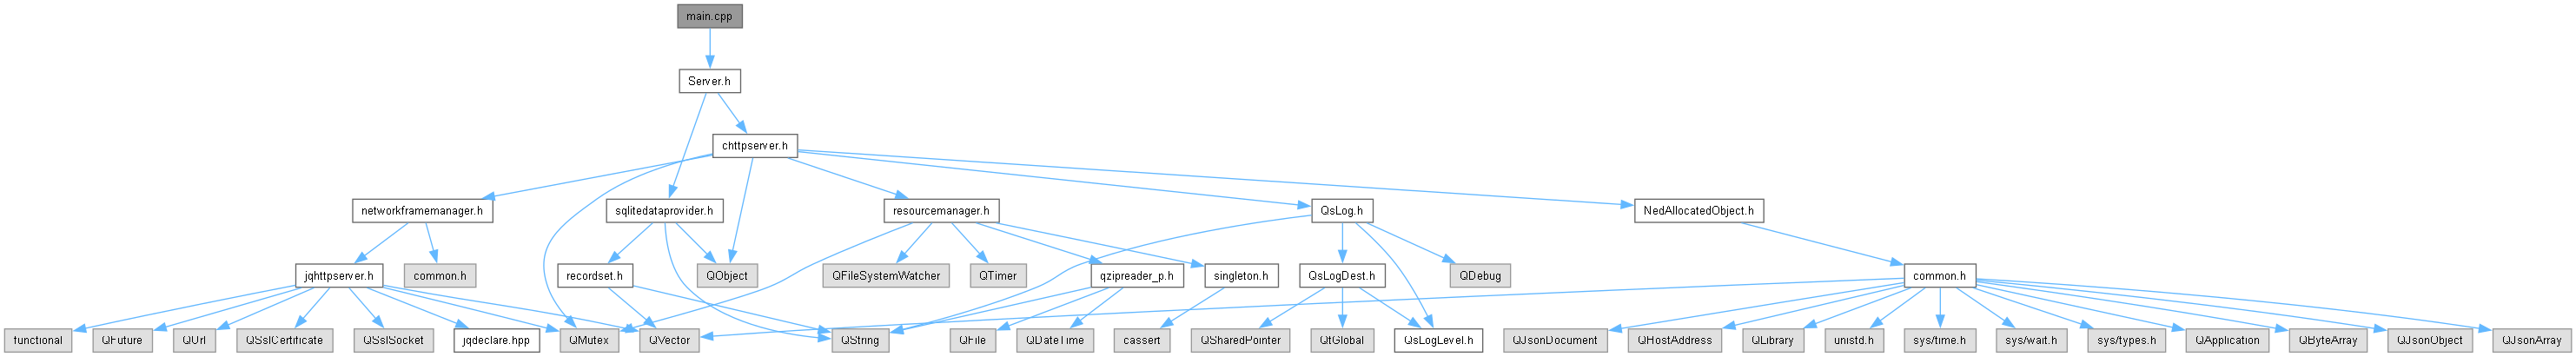 main.cpp
Server.h
chttpserver.h
networkframemanager.h
sqlitedataprovider.h
resourcemanager.h
QsLog.h
NedAllocatedObject.h
jqhttpserver.h
common.h
recordset.h
QObject
QFileSystemWatcher
QTimer
qzipreader_p.h
singleton.h
QsLogDest.h
QDebug
common.h
functional
QFuture
QUrl
QSslCertificate
QSslSocket
jqdeclare.hpp
QMutex
QVector
QString
QFile
QDateTime
cassert
QSharedPointer
QtGlobal
QsLogLevel.h
QJsonDocument
QHostAddress
QLibrary
unistd.h
sys/time.h
sys/wait.h
sys/types.h
QApplication
QByteArray
QJsonObject
QJsonArray